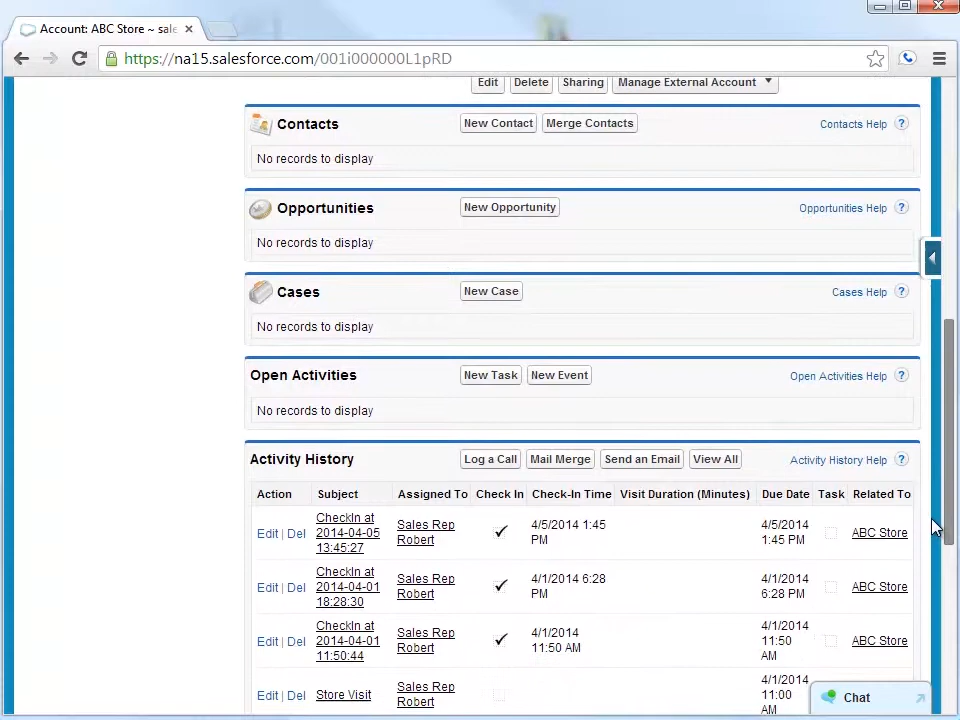 Account: ABC Store ~ sale
https://na15.salesforce.com/001i000000L1pRD
Edit Delete Sharing Manage External Account
Contacts New Contact Merge Contacts Contacts Help ?
No records to display
Opportunities New Opportunity Opportunities Help ?
No records to display
Cases New Case Cases Help ?
No records to display
Open Activities New Task New Event Open Activities Help ?
No records to display
Activity History Log a Call Mail Merge Send an Email View All Activity History Help ?
Action Subject Assigned To Check In Check-In Time Visit Duration (Minutes) Due Date Task Related To
Edit | Del
CheckIn at
2014-04-05
13:45:27
Sales Rep
Robert
4/5/2014 1:45
PM
4/5/2014
1:45 PM
ABC Store
Edit | Del
CheckIn at
2014-04-01
18:28:30
Sales Rep
Robert
4/1/2014 6:28
PM
4/1/2014
6:28 PM
ABC Store
Edit | Del
CheckIn at
2014-04-01
11:50:44
Sales Rep
Robert
4/1/2014
11:50 AM
4/1/2014
11:50
AM
ABC Store
Edit | Del
Store Visit
Sales Rep
Robert
4/1/2014
11:00
AM
Chat